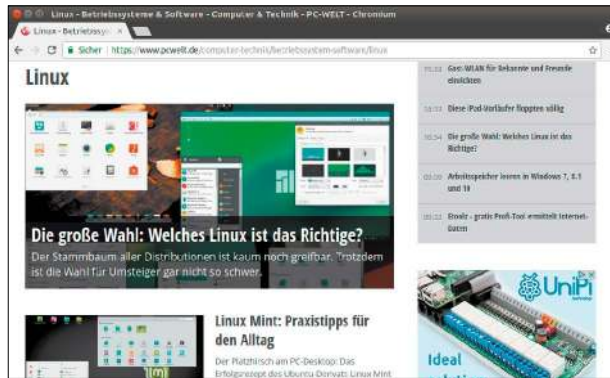 Linux - Betriebssysteme & Software - Computer & Technik - PC-WELT - Chromium
Linux - Betriebssy
Sicher | https://www.pcwelt.de/computer-technik/betriebssystem-software/linux
Linux
Die große Wahl: Welches Linux ist das Richtige?
Der Stammbaum aller Distributionen ist kaum noch greifbar. Trotzdem
ist die Wahl für Umsteiger gar nicht so schwer.
Linux Mint: Praxistipps für
den Alltag
Der Platzhirsch am PC-Desktop: Das
Erfolgsrezept des Ubuntu-Derivats Linux Mint
Gast-WLAN für Bekannte und Freunde
einrichten
Diese iPad-Vorläufer floppten völlig
Die große Wahl: Welches Linux ist das
Richtige?
Arbeitsspeicher leeren in Windows 7, 8.1
und 10
gratis Profi-Tool ermittelt Internet-
Daten
UniPi
technology
Ideal